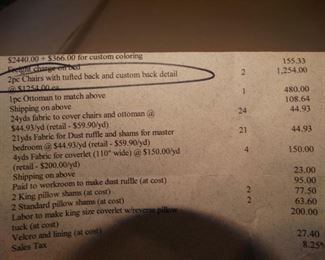 $2440.00 + $366.00 for custom coloring
Freight charge on bed 155.33
2pc Chairs with tufted back and custom back detail 2 1,254.00
@ $1254.00 ea.
1pc Ottoman to match above 1 480.00
Shipping on above 108.64
24yds fabric to cover chairs and ottoman @ 24 44.93
$44.93/yd (retail - $59.90/yd)
21yds Fabric for Dust ruffle and shams for master 21 44.93
bedroom @ $44.93/yd (retail - $59.90/yd)
4yds Fabric for coverlet (110" wide) @ $150.00/yd 4 150.00
(retail - $200.00/yd)
Shipping on above 23.00
Paid to workroom to make dust ruffle (at cost) 95.00
2 King pillow shams (at cost) 2 77.50
2 Standard pillow shams (at cost) 2 63.60
Labor to make king size coverlet w/reverse pillow 200.00
tuck (at cost)
Velcro and lining (at cost) 27.40
Sales Tax 8.25%